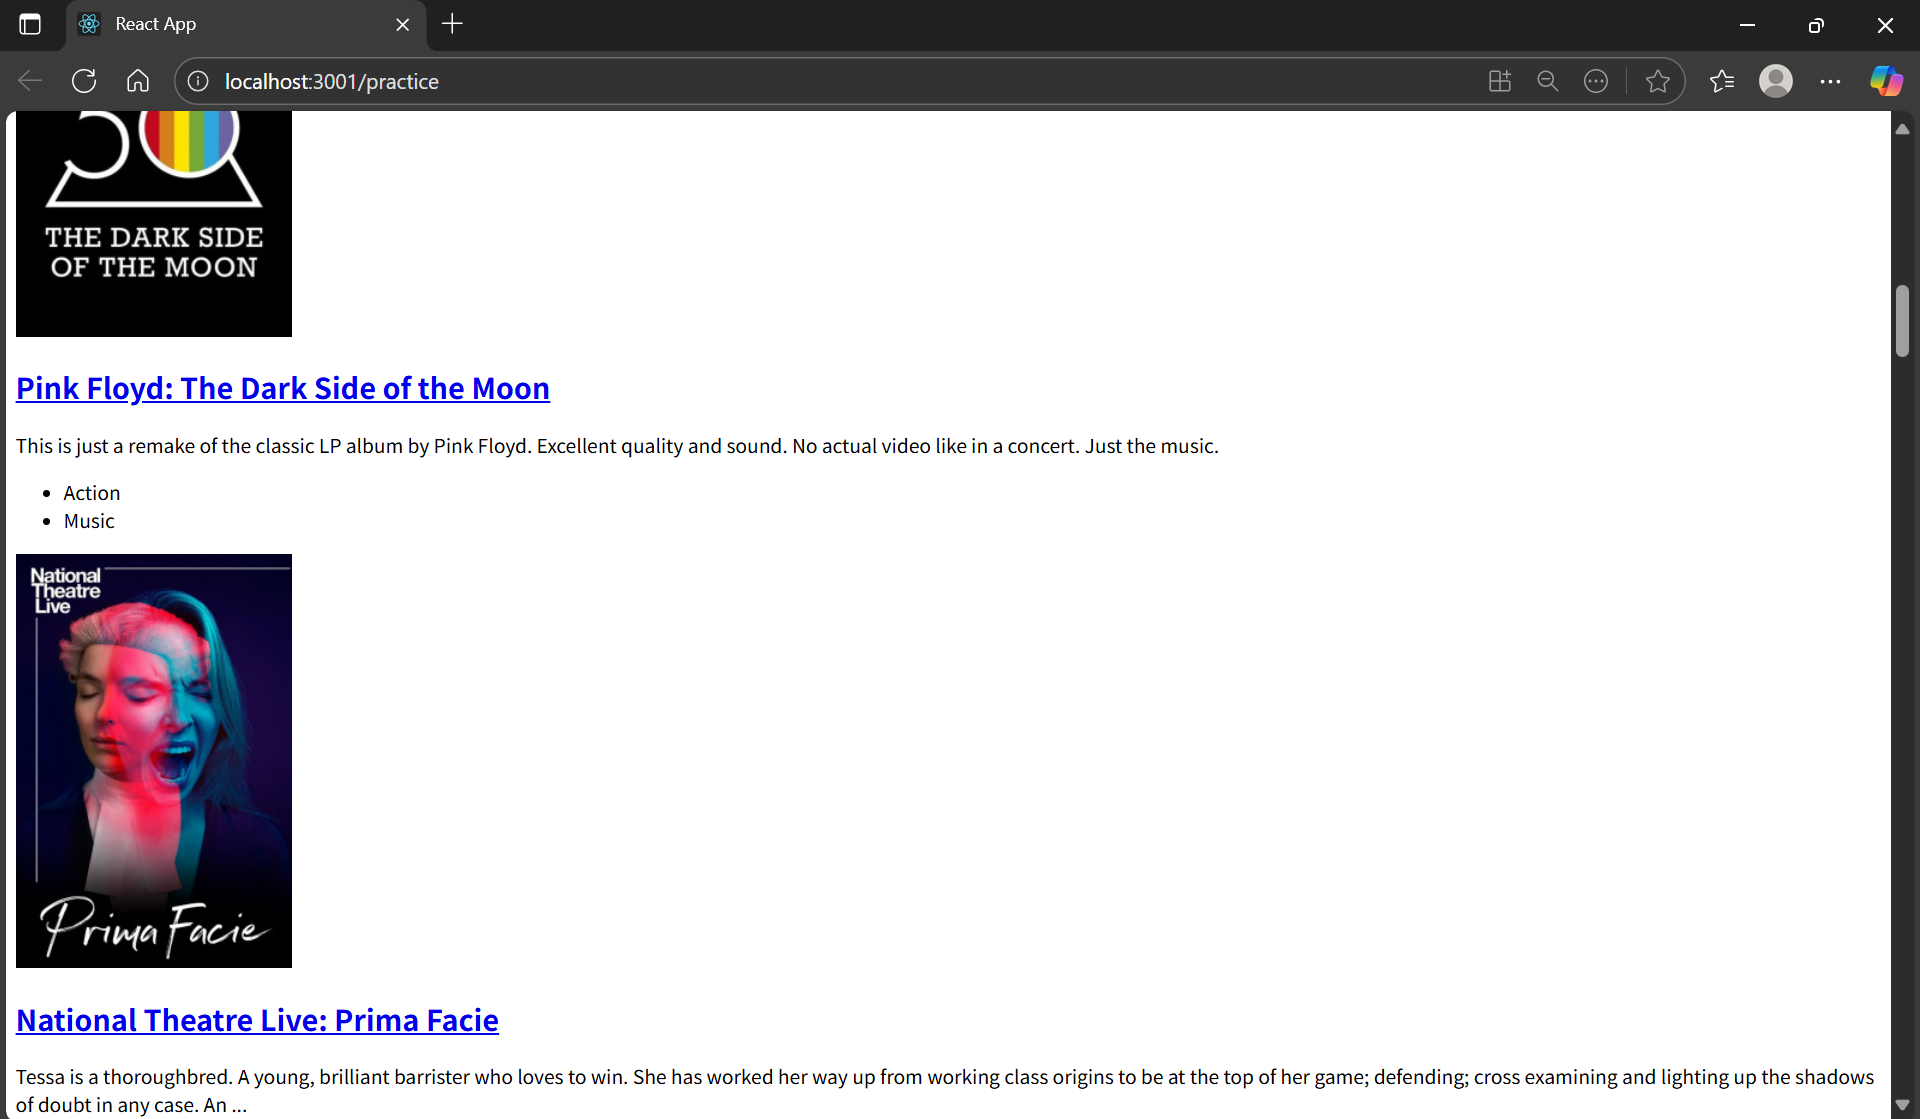 React App
localhost:3001/practice
50
THE DARK SIDE
OF THE MOON
Pink Floyd: The Dark Side of the Moon
This is just a remake of the classic LP album by Pink Floyd. Excellent quality and sound. No actual video like in a concert. Just the music.
Action
Music
National
Theatre
Live
Prima Facie
National Theatre Live: Prima Facie
Tessa is a thoroughbred. A young, brilliant barrister who loves to win. She has worked her way up from working class origins to be at the top of her game; defending; cross examining and lighting up the shadows
of doubt in any case. An ...